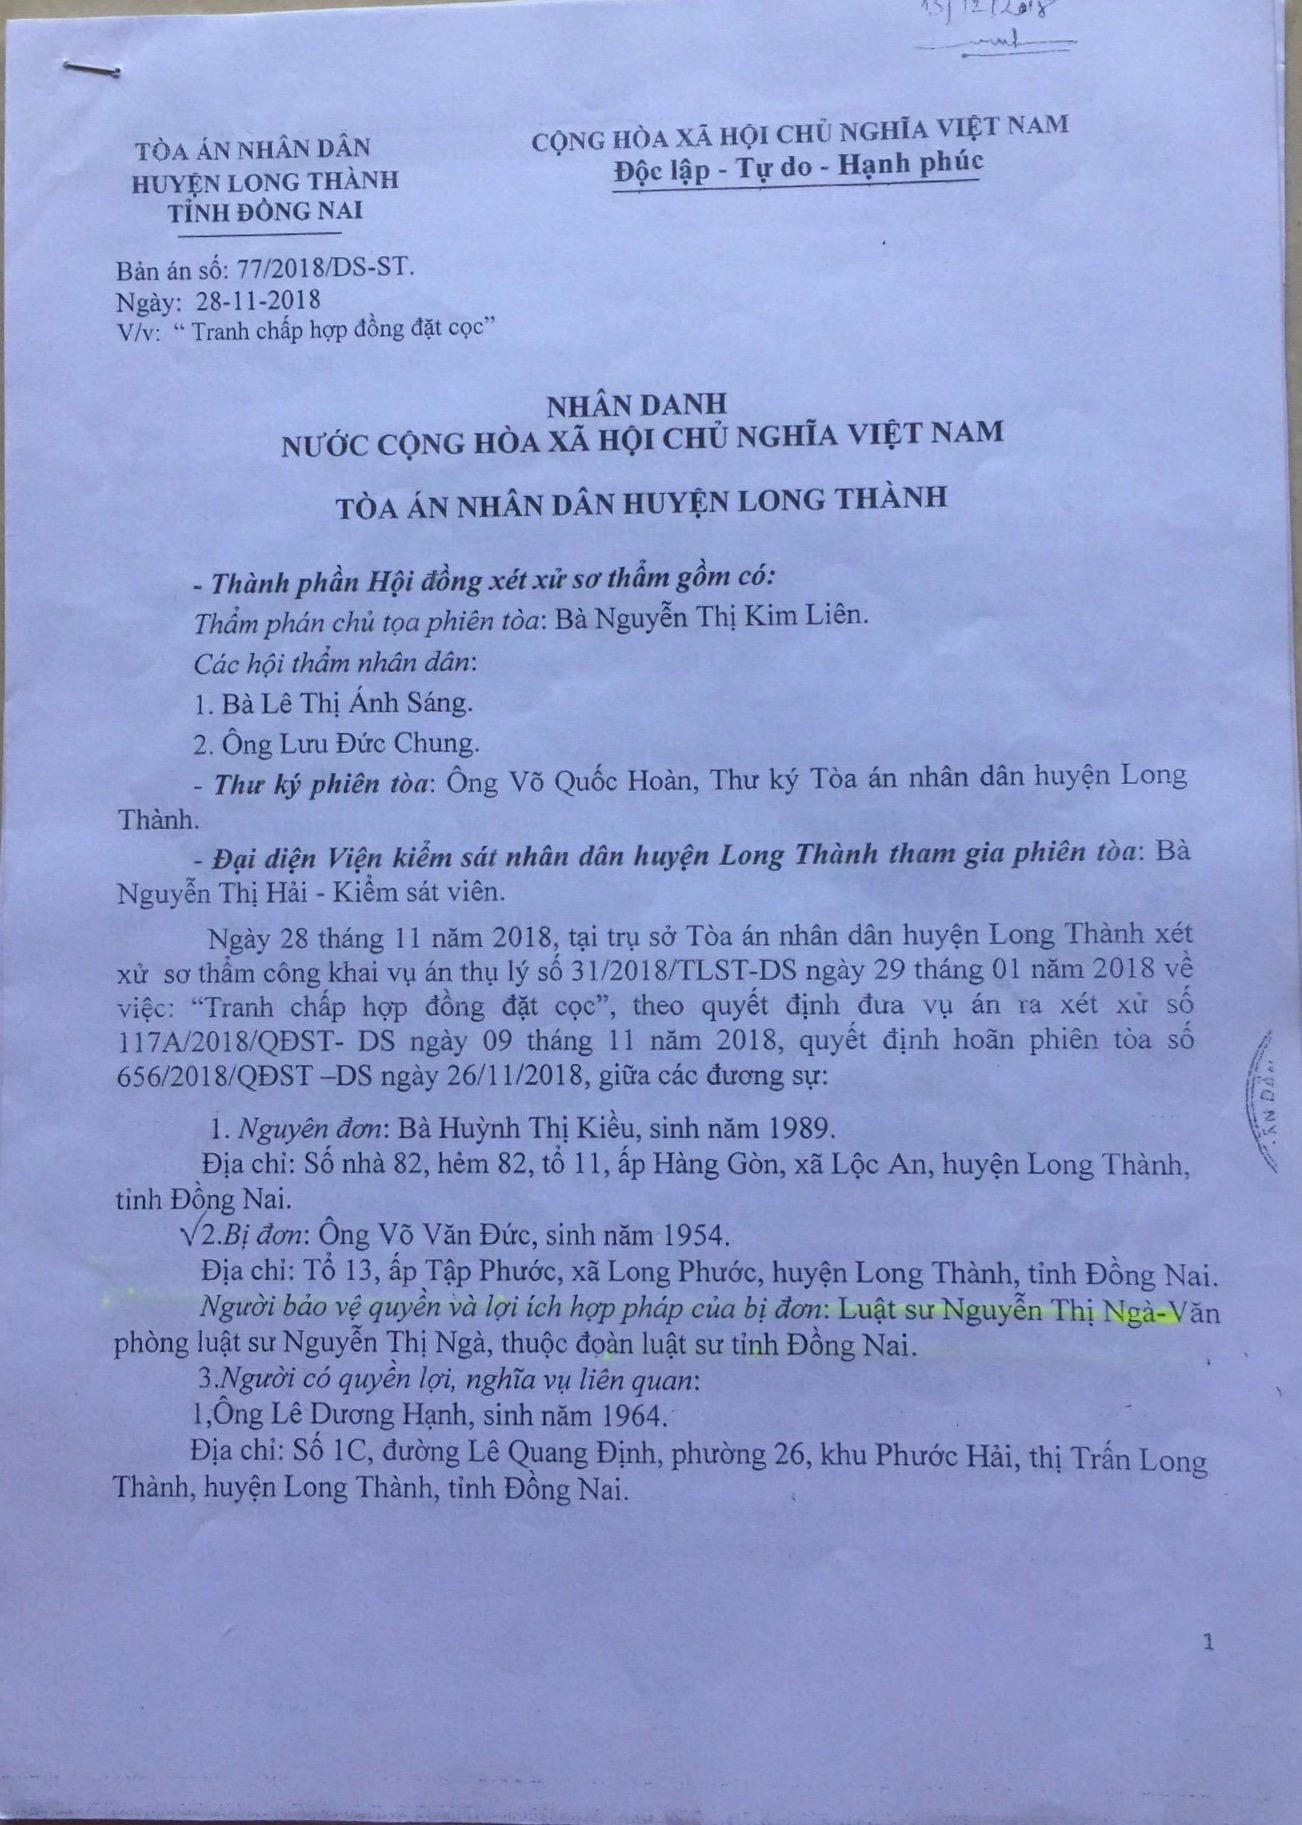 13/12/2018
TÒA ÁN NHÂN DÂN
HUYỆN LONG THÀNH
TỈNH ĐỒNG NAI
CỘNG HÒA XÃ HỘI CHỦ NGHĨA VIỆT NAM
Độc lập - Tự do - Hạnh phúc
Bản án số: 77/2018/DS-ST.
Ngày: 28-11-2018
V/v: “ Tranh chấp hợp đồng đặt cọc”
NHÂN DANH
NƯỚC CỘNG HÒA XÃ HỘI CHỦ NGHĨA VIỆT NAM
TÒA ÁN NHÂN DÂN HUYỆN LONG THÀNH
- Thành phần Hội đồng xét xử sơ thẩm gồm có:
Thẩm phán chủ tọa phiên tòa: Bà Nguyễn Thị Kim Liên.
Các hội thẩm nhân dân:
1. Bà Lê Thị Ánh Sáng.
2. Ông Lưu Đức Chung.
- Thư ký phiên tòa: Ông Võ Quốc Hoàn, Thư ký Tòa án nhân dân huyện Long
Thành.
- Đại diện Viện kiểm sát nhân dân huyện Long Thành tham gia phiên tòa: Bà
Nguyễn Thị Hải - Kiểm sát viên.
Ngày 28 tháng 11 năm 2018, tại trụ sở Tòa án nhân dân huyện Long Thành xét
xử sơ thẩm công khai vụ án thụ lý số 31/2018/TLST-DS ngày 29 tháng 01 năm 2018 về
việc: “Tranh chấp hợp đồng đặt cọc”, theo quyết định đưa vụ án ra xét xử số
117A/2018/QĐST- DS ngày 09 tháng 11 năm 2018, quyết định hoãn phiên tòa số
656/2018/QĐST –DS ngày 26/11/2018, giữa các đương sự:
1. Nguyên đơn: Bà Huỳnh Thị Kiều, sinh năm 1989.
Địa chỉ: Số nhà 82, hẻm 82, tổ 11, ấp Hàng Gòn, xã Lộc An, huyện Long Thành,
tỉnh Đồng Nai.
√2.Bị đơn: Ông Võ Văn Đức, sinh năm 1954.
Địa chỉ: Tổ 13, ấp Tập Phước, xã Long Phước, huyện Long Thành, tỉnh Đồng Nai.
Người bảo vệ quyền và lợi ích hợp pháp của bị đơn: Luật sư Nguyễn Thị Ngà-Văn
phòng luật sư Nguyễn Thị Ngà, thuộc đoàn luật sư tỉnh Đồng Nai.
3.Người có quyền lợi, nghĩa vụ liên quan:
1,Ông Lê Dương Hạnh, sinh năm 1964.
Địa chỉ: Số 1C, đường Lê Quang Định, phường 26, khu Phước Hải, thị Trấn Long
Thành, huyện Long Thành, tỉnh Đồng Nai.
1